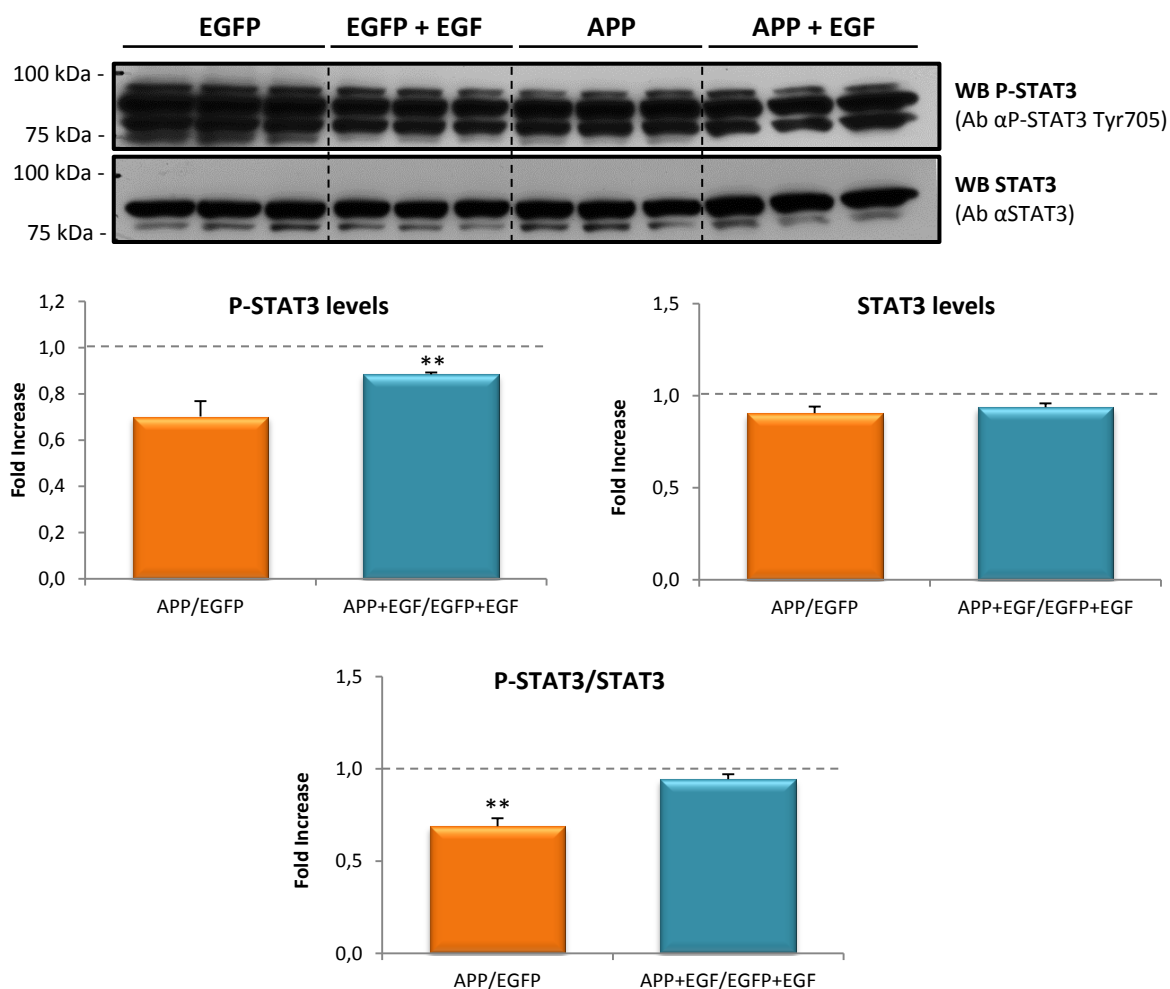 EGFP EGFP + EGF APP APP + EGF
100 kDa -
75 kDa -
WB P-STAT3
(Ab αP-STAT3 Tyr705)
100 kDa -
75 kDa -
WB STAT3
(Ab αSTAT3)
P-STAT3 levels
Fold Increase
1,2
1,0
0,8
0,6
0,4
0,2
0,0
**
APP/EGFP APP+EGF/EGFP+EGF
STAT3 levels
Fold Increase
1,5
1,0
0,5
0,0
APP/EGFP APP+EGF/EGFP+EGF
P-STAT3/STAT3
Fold Increase
1,5
1,0
0,5
0,0
**
APP/EGFP APP+EGF/EGFP+EGF